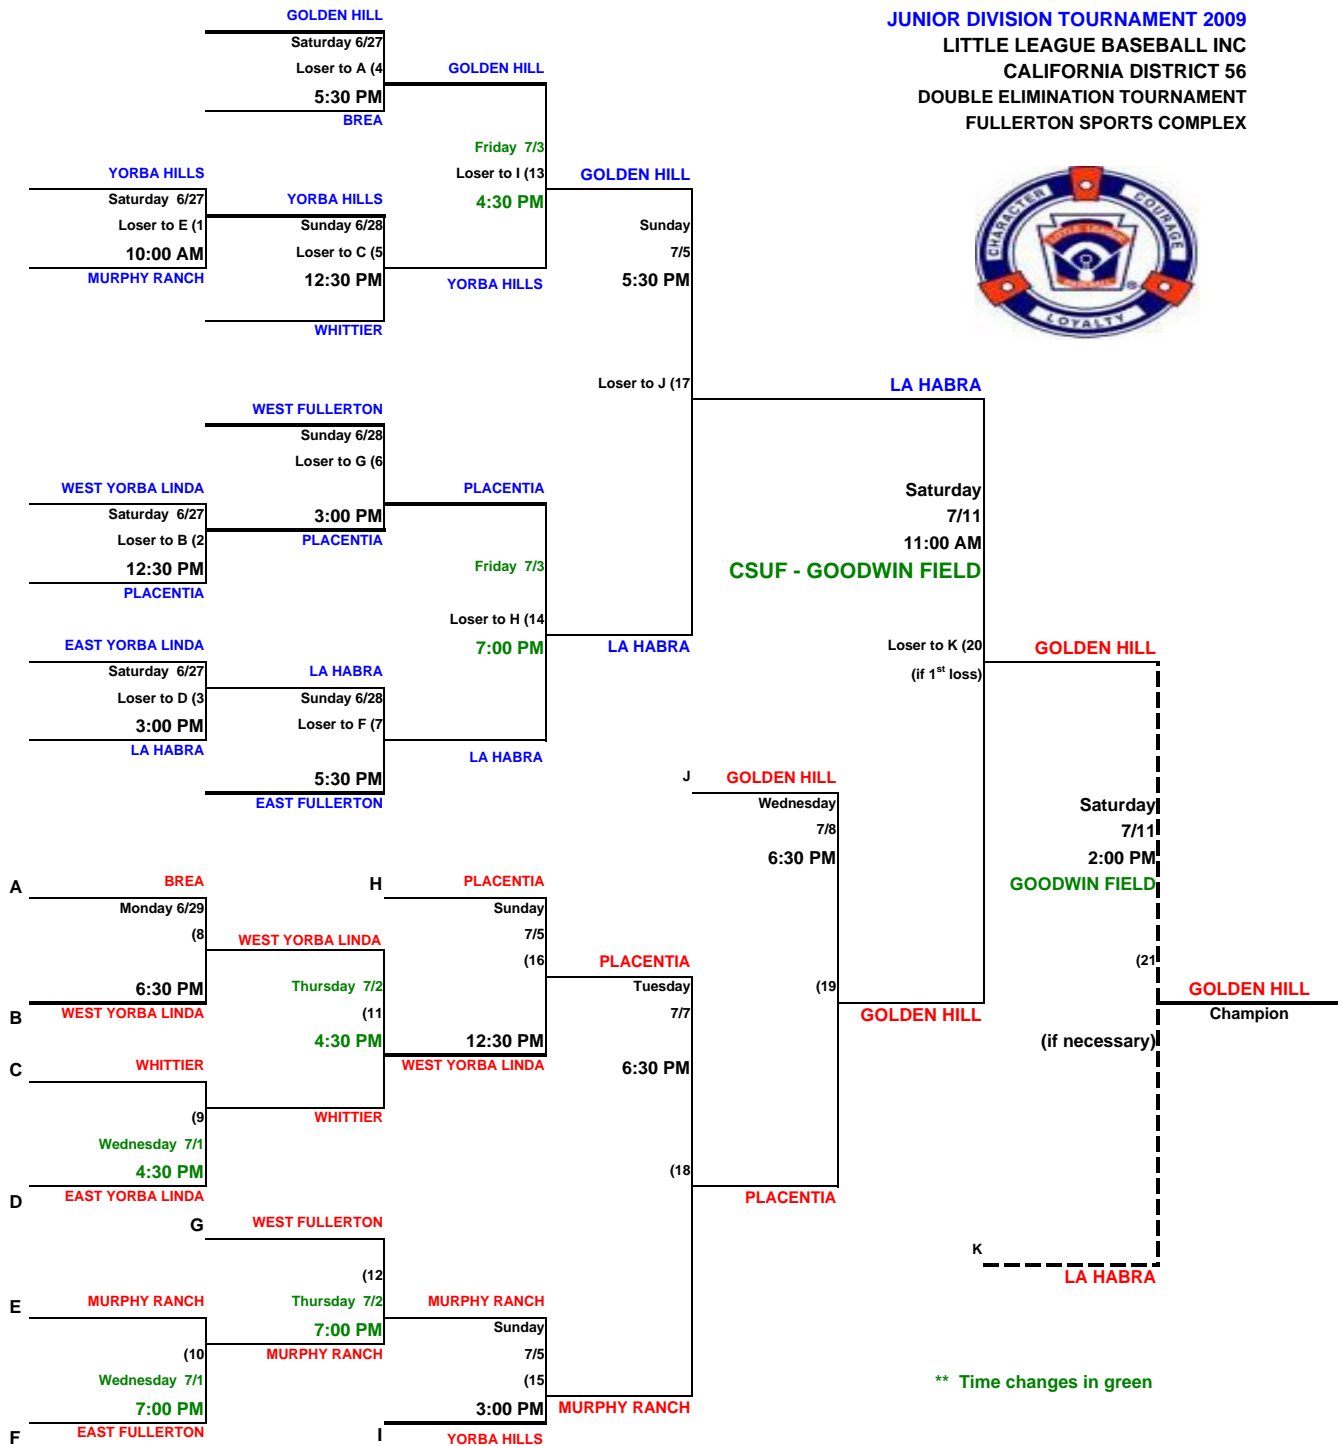 JUNIOR DIVISION TOURNAMENT 2009
LITTLE LEAGUE BASEBALL INC
CALIFORNIA DISTRICT 56
DOUBLE ELIMINATION TOURNAMENT
FULLERTON SPORTS COMPLEX
CHARACTER
COURAGE
LOYALTY
LITTLE LEAGUE
BASEBALL
®
GOLDEN HILL
Saturday 6/27
Loser to A (4
5:30 PM
BREA
GOLDEN HILL
Friday 7/3
Loser to I (13
4:30 PM
YORBA HILLS
YORBA HILLS
Saturday 6/27
Loser to E (1
10:00 AM
MURPHY RANCH
YORBA HILLS
Sunday 6/28
Loser to C (5
12:30 PM
WHITTIER
GOLDEN HILL
Sunday
7/5
5:30 PM
Loser to J (17
LA HABRA
WEST FULLERTON
Sunday 6/28
Loser to G (6
3:00 PM
PLACENTIA
WEST YORBA LINDA
Saturday 6/27
Loser to B (2
12:30 PM
PLACENTIA
PLACENTIA
Friday 7/3
Loser to H (14
7:00 PM
LA HABRA
EAST YORBA LINDA
Saturday 6/27
Loser to D (3
3:00 PM
LA HABRA
LA HABRA
Sunday 6/28
Loser to F (7
5:30 PM
EAST FULLERTON
LA HABRA
Saturday
7/11
11:00 AM
CSUF - GOODWIN FIELD
Loser to K (20
(if 1st loss)
GOLDEN HILL
J
GOLDEN HILL
Wednesday
7/8
6:30 PM
(19
PLACENTIA
GOLDEN HILL
Saturday
7/11
2:00 PM
GOODWIN FIELD
(21
(if necessary)
K
LA HABRA
GOLDEN HILL
Champion
A
BREA
Monday 6/29
(8
6:30 PM
B
WEST YORBA LINDA
WEST YORBA LINDA
Thursday 7/2
(11
4:30 PM
WHITTIER
C
WHITTIER
(9
Wednesday 7/1
4:30 PM
D
EAST YORBA LINDA
H
PLACENTIA
Sunday
7/5
(16
12:30 PM
WEST YORBA LINDA
PLACENTIA
Tuesday
7/7
6:30 PM
(18
MURPHY RANCH
G
WEST FULLERTON
(12
Thursday 7/2
7:00 PM
MURPHY RANCH
E
MURPHY RANCH
(10
Wednesday 7/1
7:00 PM
F
EAST FULLERTON
MURPHY RANCH
Sunday
7/5
(15
3:00 PM
I
YORBA HILLS
** Time changes in green